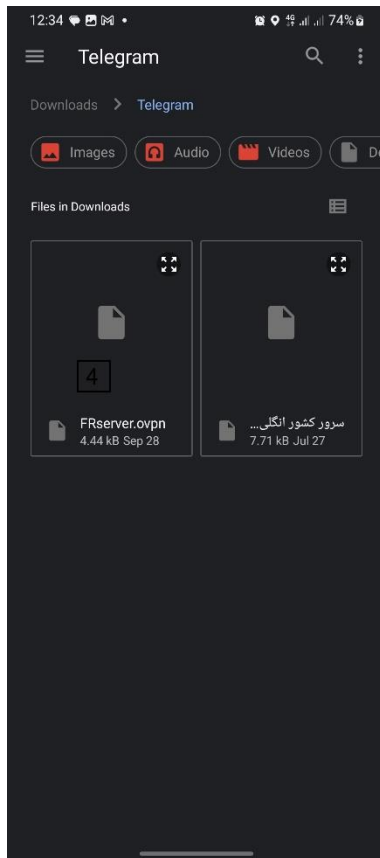 12:34 74%
Telegram
Downloads > Telegram
Images Audio Videos D
Files in Downloads
4
FRserver.ovpn
4.44 kB Sep 28
سرور کشور انگلی...
7.71 kB Jul 27